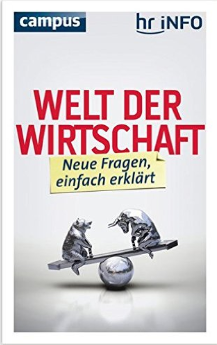 campus
hr iNFO
WELT DER
WIRTSCHAFT
Neue Fragen,
einfach erklärt